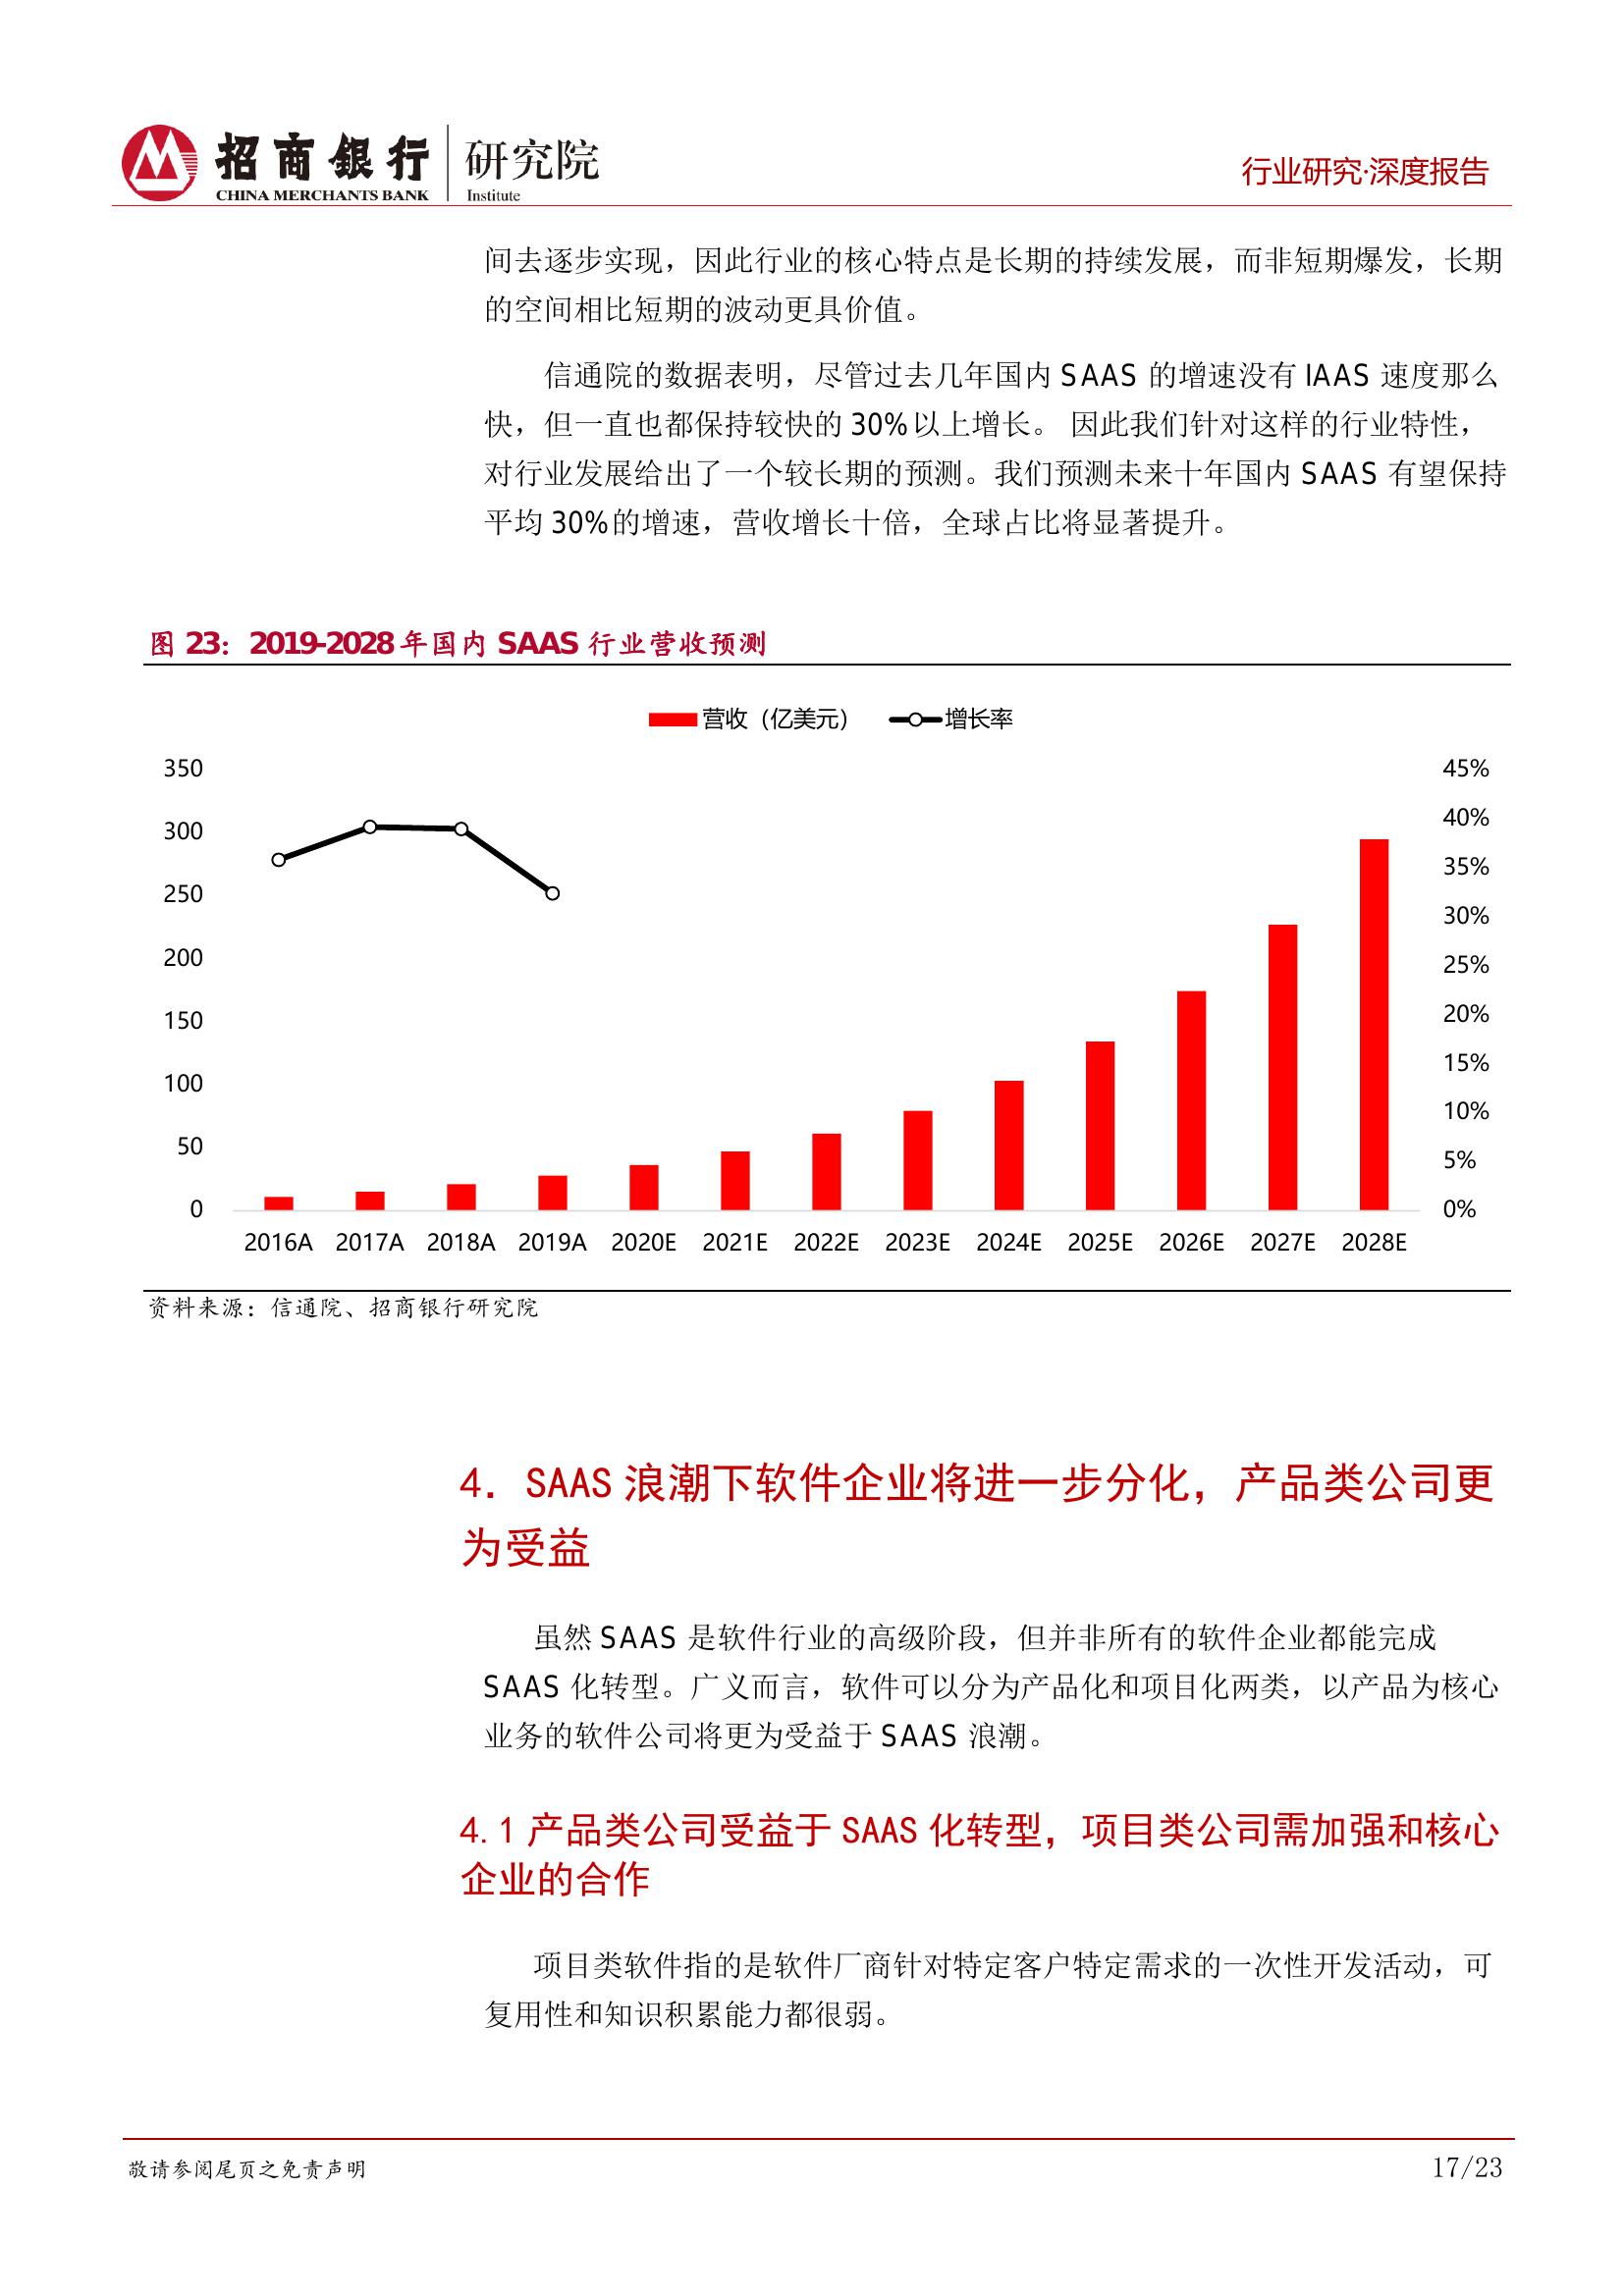 招商银行 研究院
CHINA MERCHANTS BANK Institute
行业研究·深度报告
间去逐步实现，因此行业的核心特点是长期的持续发展，而非短期爆发，长期
的空间相比短期的波动更具价值。
信通院的数据表明，尽管过去几年国内 SAAS 的增速没有 IAAS 速度那么
快，但一直也都保持较快的 30%以上增长。 因此我们针对这样的行业特性，
对行业发展给出了一个较长期的预测。我们预测未来十年国内 SAAS 有望保持
平均 30%的增速，营收增长十倍，全球占比将显著提升。
图 23：2019-2028 年国内 SAAS 行业营收预测
营收（亿美元） 增长率
350 45%
300 40%
250 35%
200 30%
150 25%
100 20%
50 15%
0 10%
5%
0%
2016A 2017A 2018A 2019A 2020E 2021E 2022E 2023E 2024E 2025E 2026E 2027E 2028E
资料来源：信通院、招商银行研究院
4. SAAS 浪潮下软件企业将进一步分化，产品类公司更
为受益
虽然 SAAS 是软件行业的高级阶段，但并非所有的软件企业都能完成
SAAS 化转型。广义而言，软件可以分为产品化和项目化两类，以产品为核心
业务的软件公司将更为受益于 SAAS 浪潮。
4.1 产品类公司受益于 SAAS 化转型，项目类公司需加强和核心
企业的合作
项目类软件指的是软件厂商针对特定客户特定需求的一次性开发活动，可
复用性和知识积累能力都很弱。
敬请参阅尾页之免责声明 17/23